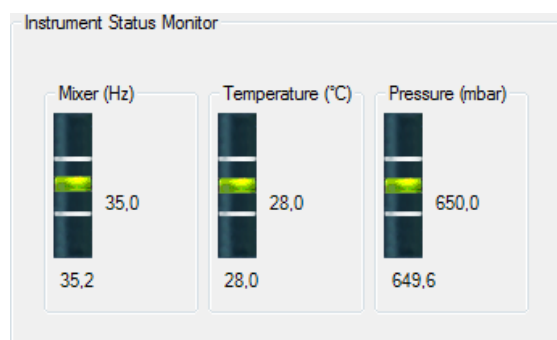 Instrument Status Monitor
Mixer (Hz)
35,0
35,2
Temperature (°C)
28,0
28,0
Pressure (mbar)
650,0
649,6